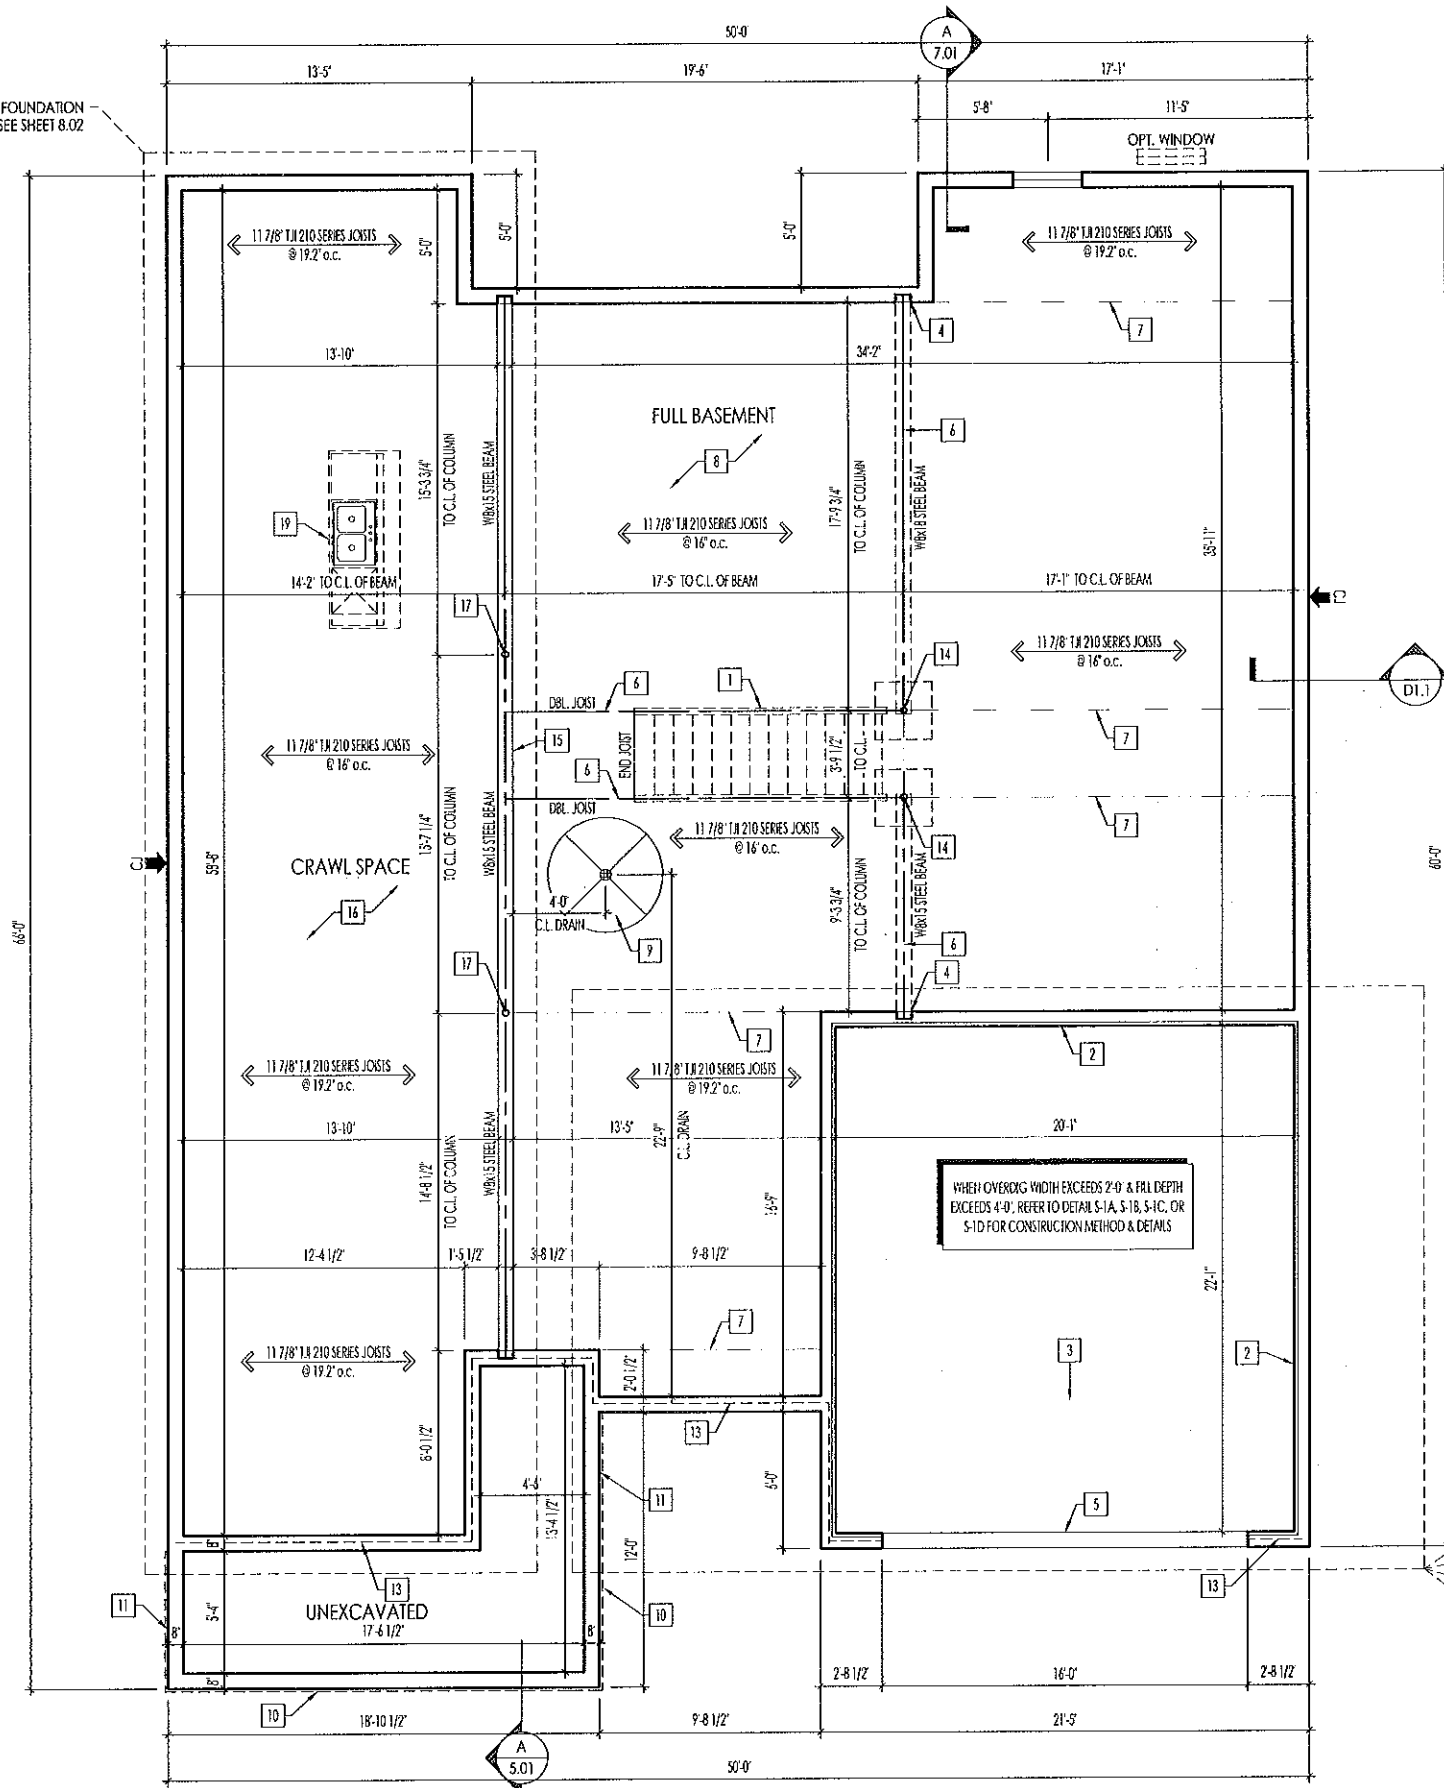 50'-0"
A
7.01
13'-5"
19'-6"
17'-1"
5'-8"
11'-5"
FOUNDATION
SEE SHEET 8.02
OPT. WINDOW
5'-0"
5'-0"
5'-0"
11 7/8" TJI 210 SERIES JOISTS
@ 19.2" o.c.
11 7/8" TJI 210 SERIES JOISTS
@ 19.2" o.c.
4
7
13'-10"
34'-2"
FULL BASEMENT
8
6
15'-3 3/4"
TO C.L. OF COLUMN
W8x15 STEEL BEAM
17'-9 3/4"
TO C.L. OF COLUMN
W8x18 STEEL BEAM
35'-11"
19
11 7/8" TJI 210 SERIES JOISTS
@ 16" o.c.
14'-2" TO C.L. OF BEAM
17'-5" TO C.L. OF BEAM
17'-1" TO C.L. OF BEAM
CJ
17
14
11 7/8" TJI 210 SERIES JOISTS
@ 16" o.c.
D1.1
6
1
DBL. JOIST
END JOIST
15
7
11 7/8" TJI 210 SERIES JOISTS
@ 16" o.c.
3'-9 1/2"
TO C.L.
6
DBL. JOIST
7
11 7/8" TJI 210 SERIES JOISTS
@ 16" o.c.
14
13'-7 1/4"
TO C.L. OF COLUMN
W8x15 STEEL BEAM
9'-3 3/4"
TO C.L. OF COLUMN
W8x15 STEEL BEAM
CJ
58'-8"
CRAWL SPACE
16
60'-0"
66'-0"
4'-0"
C.L. DRAIN
9
6
17
4
7
2
11 7/8" TJI 210 SERIES JOISTS
@ 19.2" o.c.
11 7/8" TJI 210 SERIES JOISTS
@ 19.2" o.c.
13'-10"
13'-5"
20'-1"
22'-9"
C.L. DRAIN
14'-8 1/2"
TO C.L. OF COLUMN
W8x15 STEEL BEAM
16'-9"
WHEN OVERDIG WIDTH EXCEEDS 2'-0" & FILL DEPTH
EXCEEDS 4'-0", REFER TO DETAIL S-1A, S-1B, S-1C, OR
S-1D FOR CONSTRUCTION METHOD & DETAILS
12'-4 1/2"
1'-5 1/2"
3'-8 1/2"
9'-8 1/2"
22'-1"
11 7/8" TJI 210 SERIES JOISTS
@ 19.2" o.c.
7
3
2
2'-0 1/2"
8'-0 1/2"
13
4'-6"
11
13'-4 1/2"
12'-0"
6'-0"
5
8"
13
13
11
5'-4"
UNEXCAVATED
17'-6 1/2"
8"
8"
10
8"
10
2'-8 1/2"
16'-0"
2'-8 1/2"
18'-10 1/2"
9'-8 1/2"
21'-5"
A
5.01
50'-0"